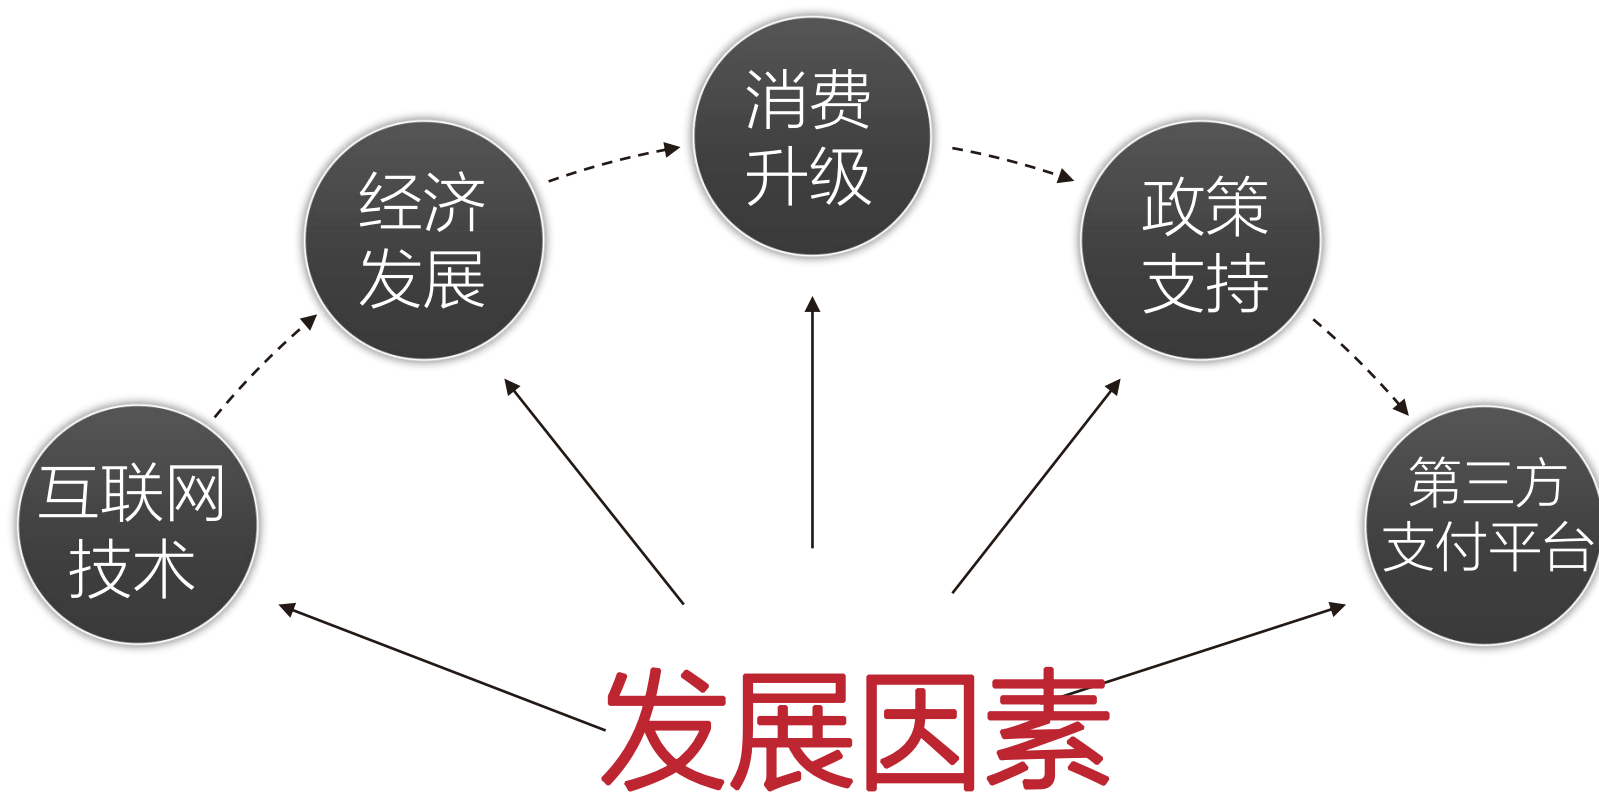 消费
升级
经济
发展
政策
支持
互联网
技术
第三方
支付平台
发展因素